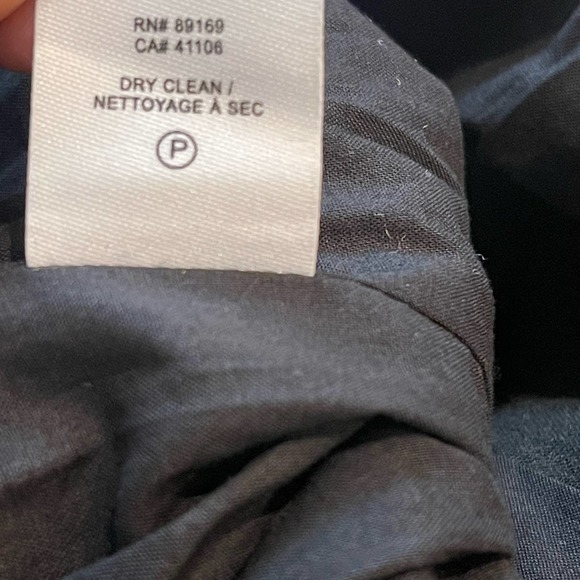 RN# 89169
CA# 41106
DRY CLEAN /
NETTOYAGE À SEC
P